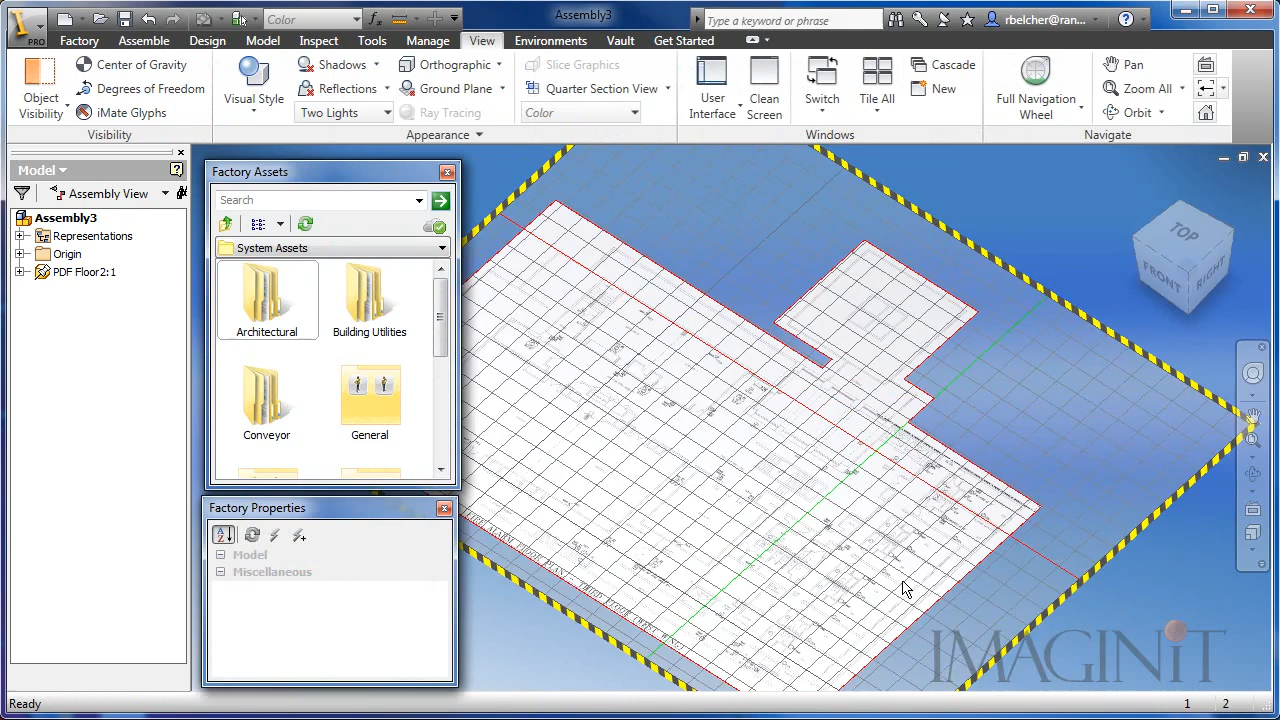 Color
Assembly3
Type a keyword or phrase
rbelcher@ran...
PRO
Factory
Assemble
Design
Model
Inspect
Tools
Manage
View
Environments
Vault
Get Started
Object
Visibility
Center of Gravity
Degrees of Freedom
iMate Glyphs
Visibility
Visual Style
Shadows
Reflections
Two Lights
Orthographic
Ground Plane
Ray Tracing
Slice Graphics
Quarter Section View
Color
Appearance
User
Interface
Clean
Screen
Switch
Tile All
Cascade
New
Windows
Full Navigation
Wheel
Pan
Zoom All
Orbit
Navigate
Model
Assembly View
Assembly3
Representations
Origin
PDF Floor2:1
Factory Assets
Search
System Assets
Architectural
Building Utilities
Conveyor
General
Factory Properties
Model
Miscellaneous
TOP
FRONT
RIGHT
IMAGINiT
Ready
1
2